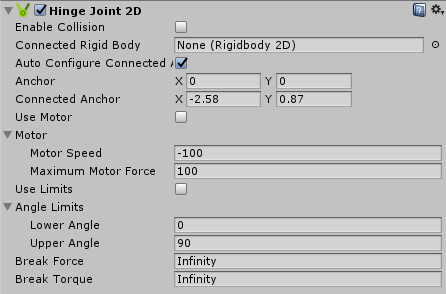 Hinge Joint 2D
Enable Collision
Connected Rigid Body None (Rigidbody 2D)
Auto Configure Connected A
Anchor X 0 Y 0
Connected Anchor X -2.58 Y 0.87
Use Motor
Motor
Motor Speed -100
Maximum Motor Force 100
Use Limits
Angle Limits
Lower Angle 0
Upper Angle 90
Break Force Infinity
Break Torque Infinity